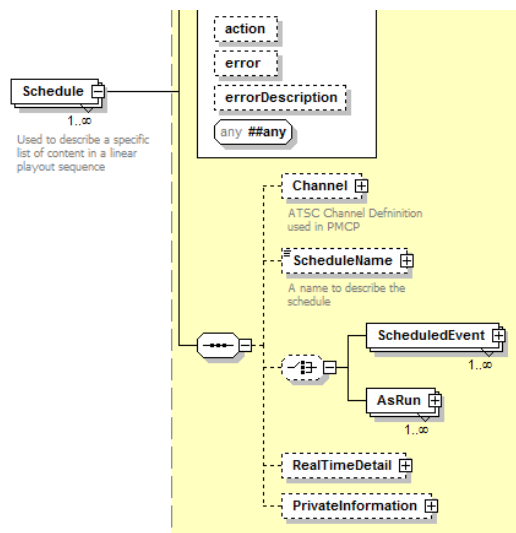 action
error
Schedule
errorDescription
1..∞
any ##any
Used to describe a specific
list of content in a linear
playout sequence
Channel
ATSC Channel Defninition
used in PMCP
ScheduleName
A name to describe the
schedule
ScheduledEvent
1..∞
AsRun
1..∞
RealTimeDetail
PrivateInformation